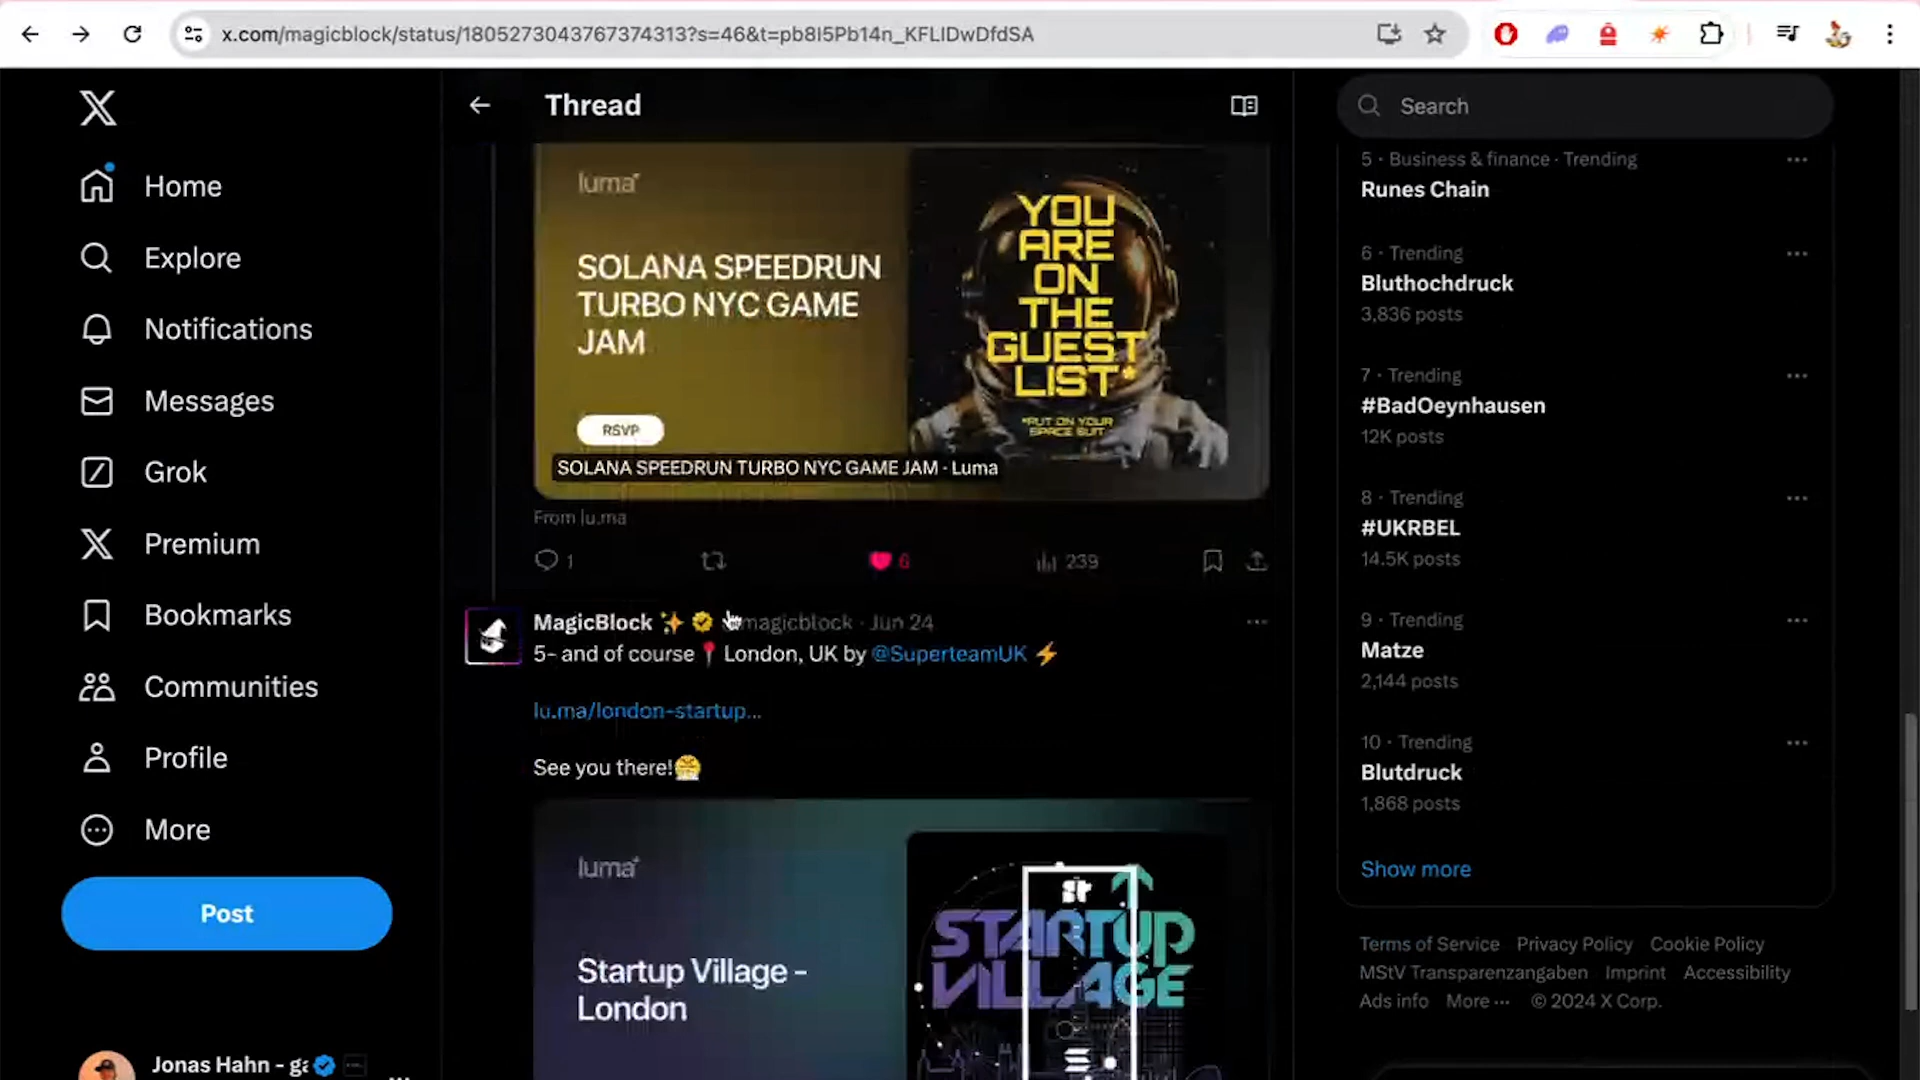 x.com/magicblock/status/1805273043767374313?s=46&t=pb8I5Pb14n_KFLIDwDfdSA
Home
Explore
Notifications
Messages
Grok
Premium
Bookmarks
Communities
Profile
More
Post
Jonas Hahn - ga
Thread
luma
SOLANA SPEEDRUN
TURBO NYC GAME
JAM
RSVP
YOU
ARE
ON
THE
GUEST
LIST*
*PUT ON YOUR
SPACE SUIT
SOLANA SPEEDRUN TURBO NYC GAME JAM - Luma
From lu.ma
1
6
239
MagicBlock ✨ magicblock · Jun 24
5- and of course📍London, UK by @SuperteamUK ⚡
lu.ma/london-startup...
See you there!
luma
Startup Village -
London
ST
STARTUP
VILLAGE
Search
5 · Business & finance · Trending
Runes Chain
6 · Trending
Bluthochdruck
3,836 posts
7 · Trending
#BadOeynhausen
12K posts
8 · Trending
#UKRBEL
14.5K posts
9 · Trending
Matze
2,144 posts
10 · Trending
Blutdruck
1,868 posts
Show more
Terms of Service Privacy Policy Cookie Policy
MStV Transparenzangaben Imprint Accessibility
Ads info More ··· © 2024 X Corp.